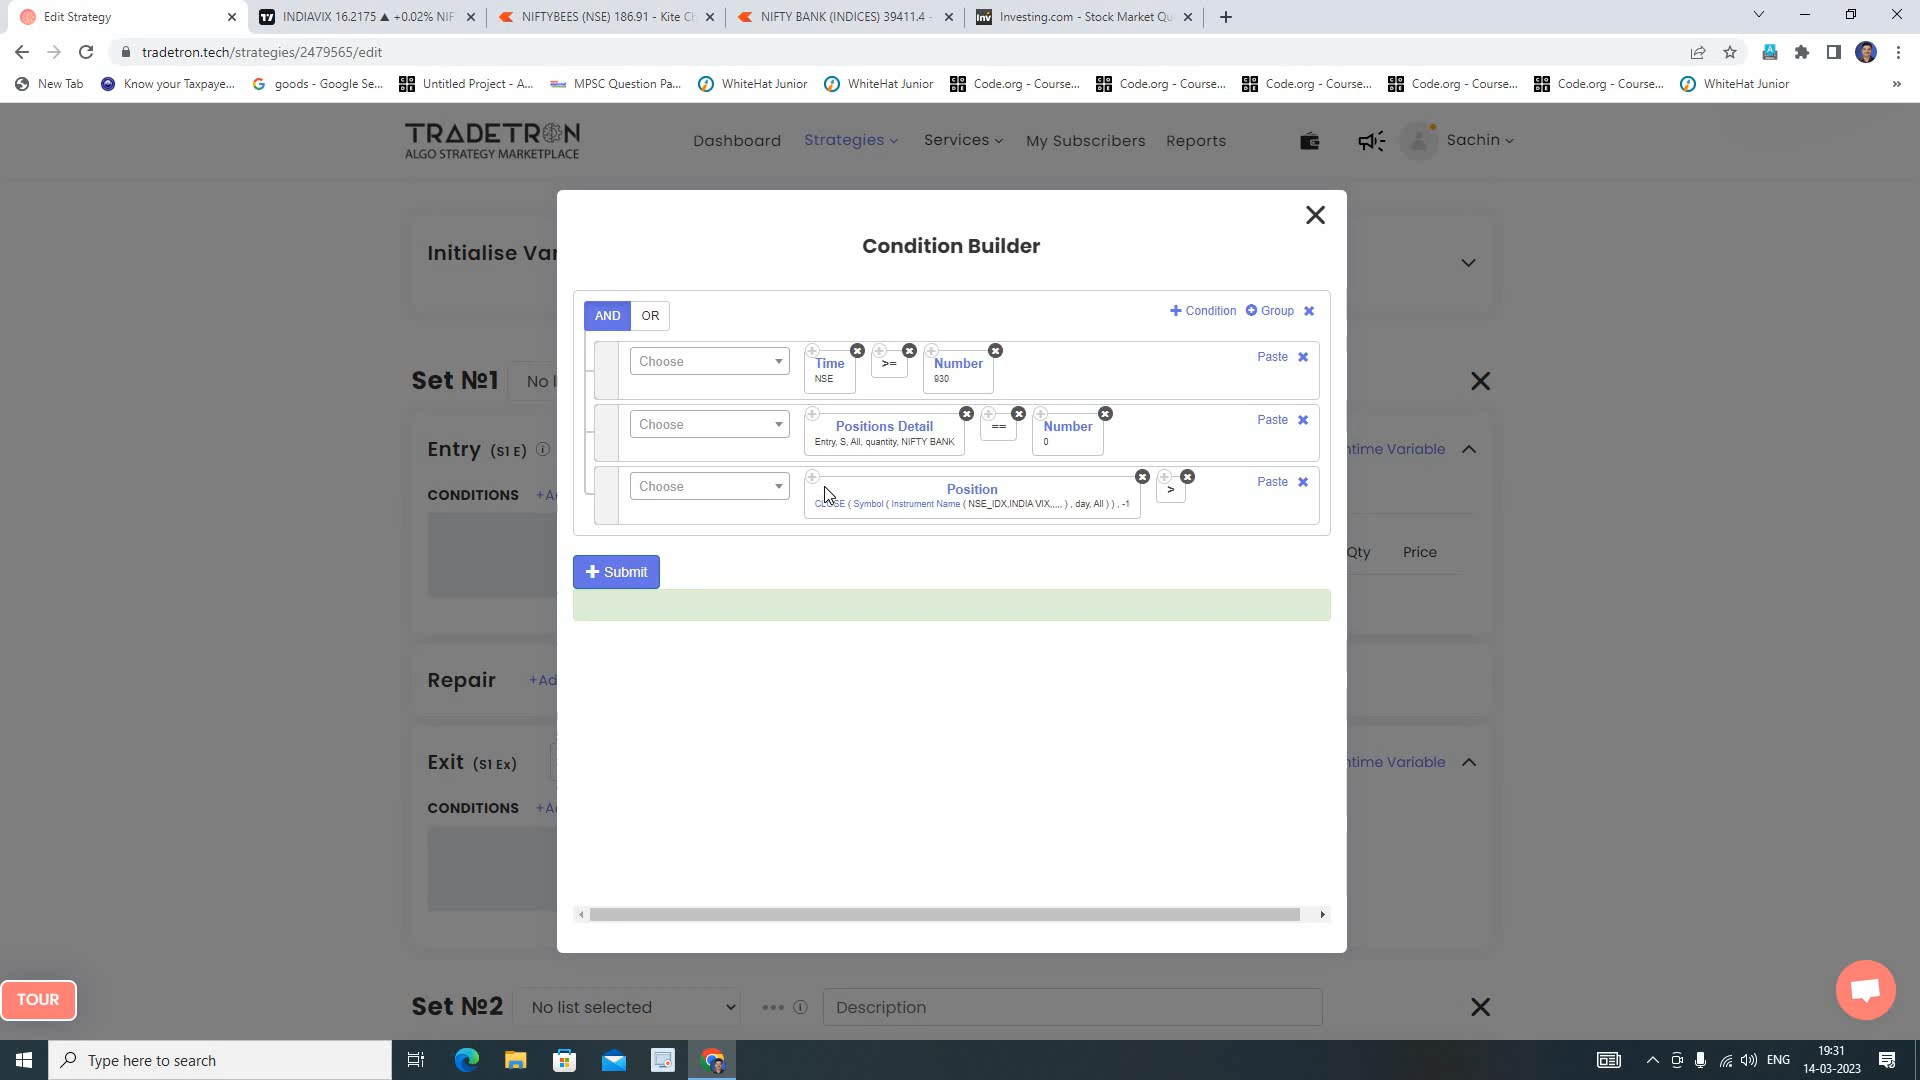 Edit Strategy
INDIAVIX 16.2175 ▲ +0.02% NIF
NIFTYBEES (NSE) 186.91 - Kite Ch
NIFTY BANK (INDICES) 39411.4 -
Investing.com - Stock Market Qu
tradetron.tech/strategies/2479565/edit
New Tab
Know your Taxpaye...
goods - Google Se...
Untitled Project - A...
MPSC Question Pa...
WhiteHat Junior
WhiteHat Junior
Code.org - Course...
Code.org - Course...
Code.org - Course...
Code.org - Course...
Code.org - Course...
WhiteHat Junior
»
TRADETRON
ALGO STRATEGY MARKETPLACE
Dashboard
Strategies
Services
My Subscribers
Reports
Sachin
Initialise Var
Condition Builder
AND
OR
+ Condition
Group
Choose
Time
NSE
>=
Number
930
Paste
Choose
Positions Detail
Entry, S, All, quantity, NIFTY BANK
==
Number
0
Paste
Choose
Position
CLOSE ( Symbol ( Instrument Name ( NSE_IDX,INDIA VIX,,,,, ) , day, All ) ) , -1
>
Paste
+ Submit
Set №1
No l
Entry (S1 E)
ntime Variable
CONDITIONS
+A
Qty
Price
Repair
+Ad
Exit (S1 Ex)
ntime Variable
CONDITIONS
+A
TOUR
Set №2
No list selected
Description
Type here to search
ENG
19:31
14-03-2023